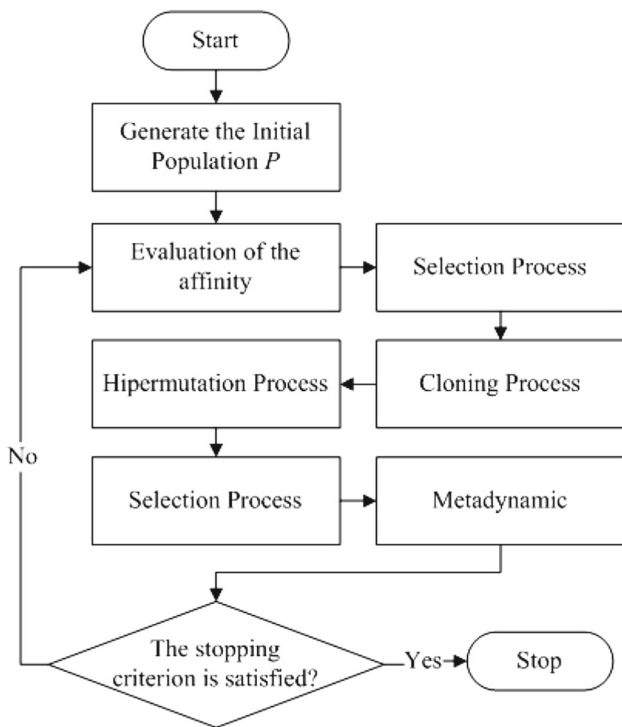 Start
Generate the Initial
Population P
Evaluation of the
affinity
Selection Process
Cloning Process
Hipermutation Process
Selection Process
Metadynamic
The stopping
criterion is satisfied?
No
Yes
Stop